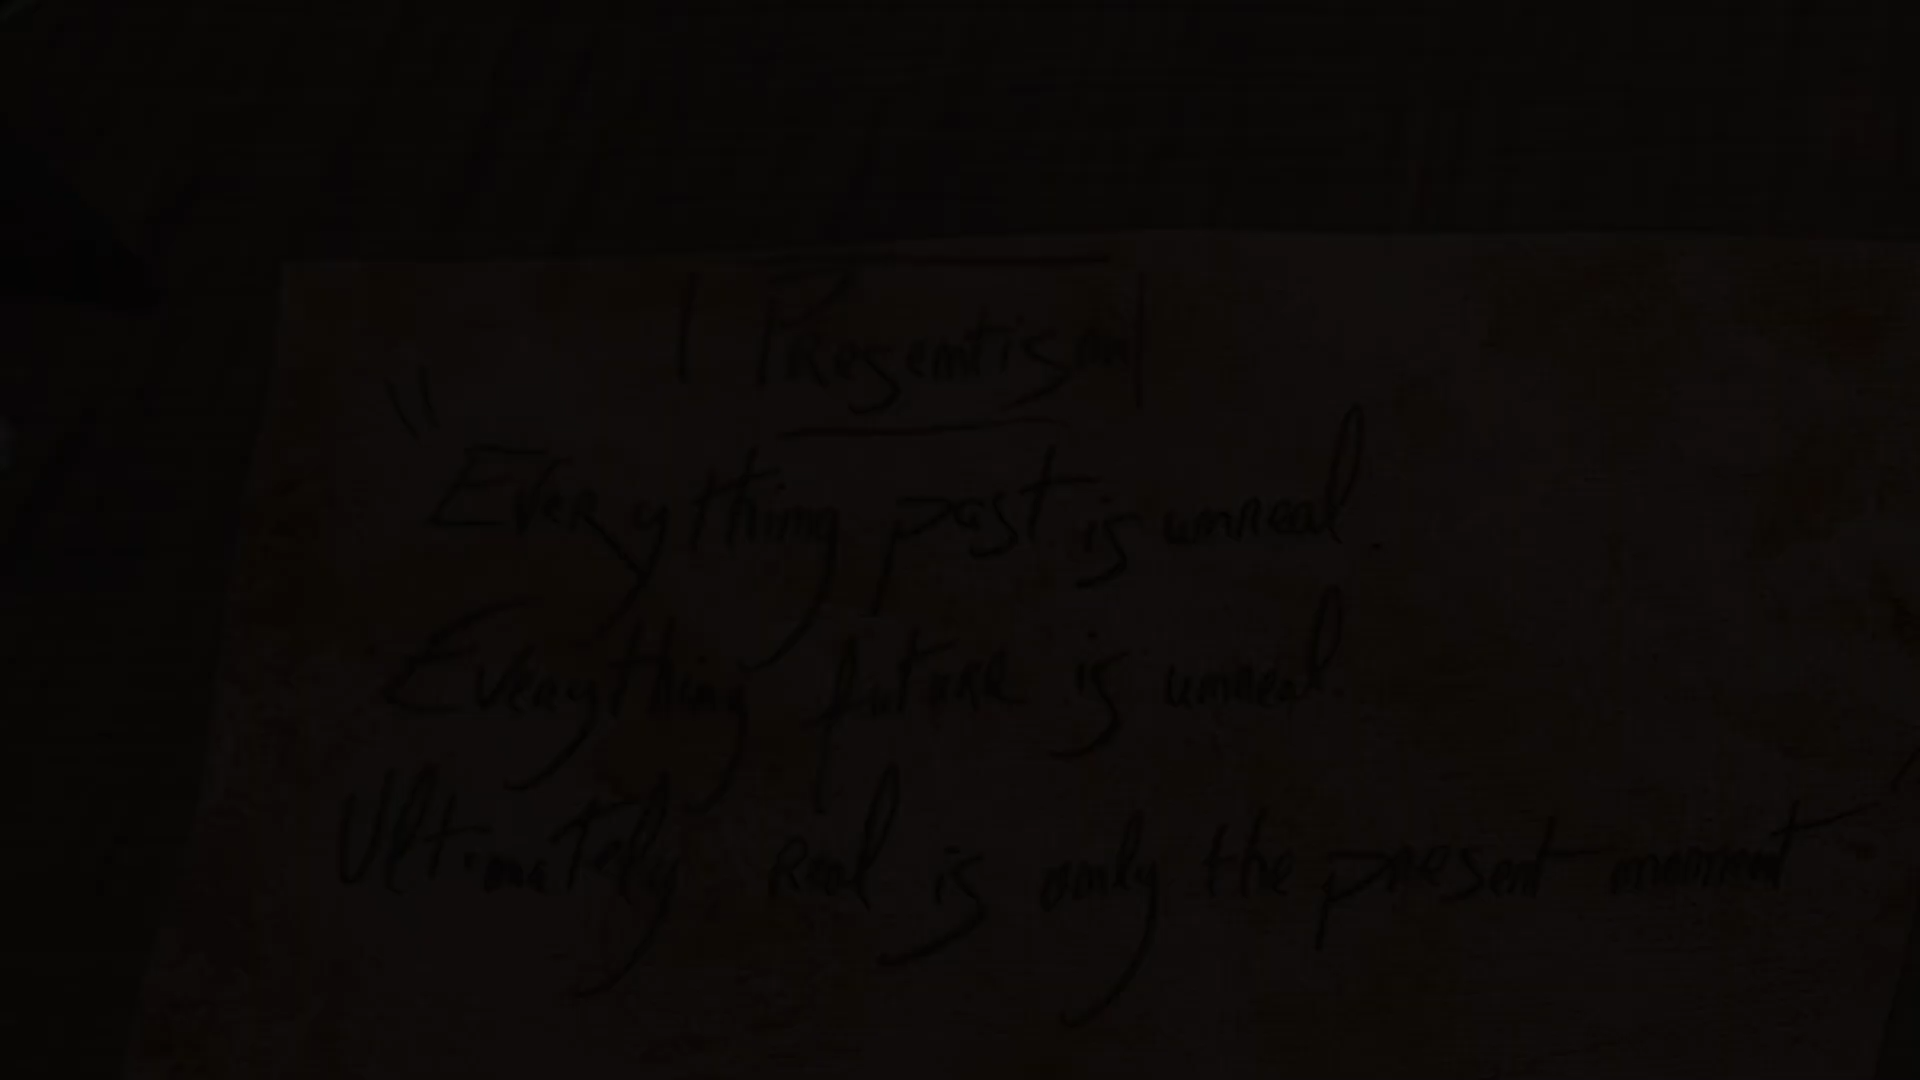 Presentism
"Everything past is unreal.
Everything future is unreal.
Ultimately Real is only the present moment